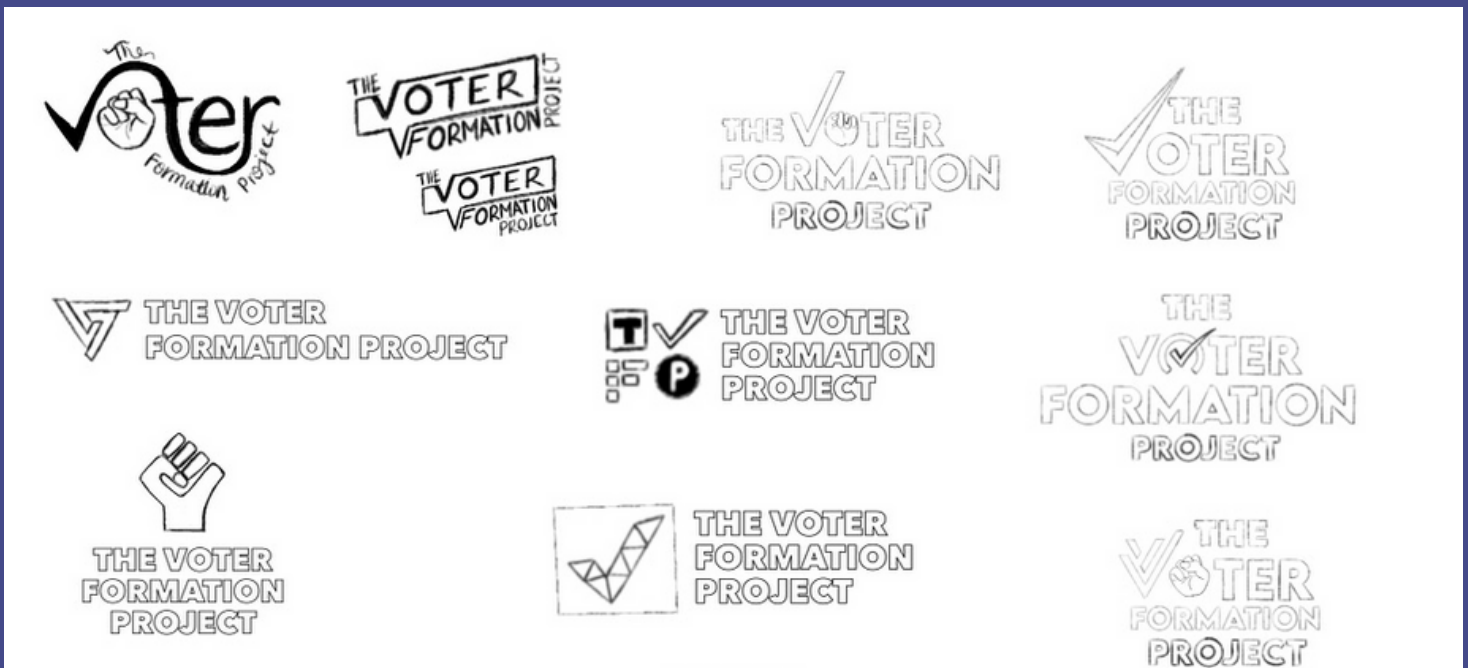 The
Voter
Formation Project
THE
VOTER
FORMATION
PROJECT
THE
VOTER
FORMATION
PROJECT
THE VOTER
FORMATION
PROJECT
THE
VOTER
FORMATION
PROJECT
THE VOTER
FORMATION PROJECT
T
F
P
THE VOTER
FORMATION
PROJECT
THE
VOTER
FORMATION
PROJECT
THE VOTER
FORMATION
PROJECT
THE VOTER
FORMATION
PROJECT
THE
VOTER
FORMATION
PROJECT